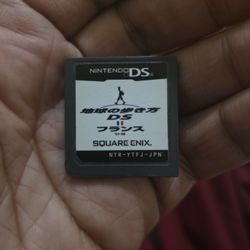 NINTENDO DS
地球の歩き方
DS
フランス
SQUARE ENIX
NTR-YTFJ-JPN